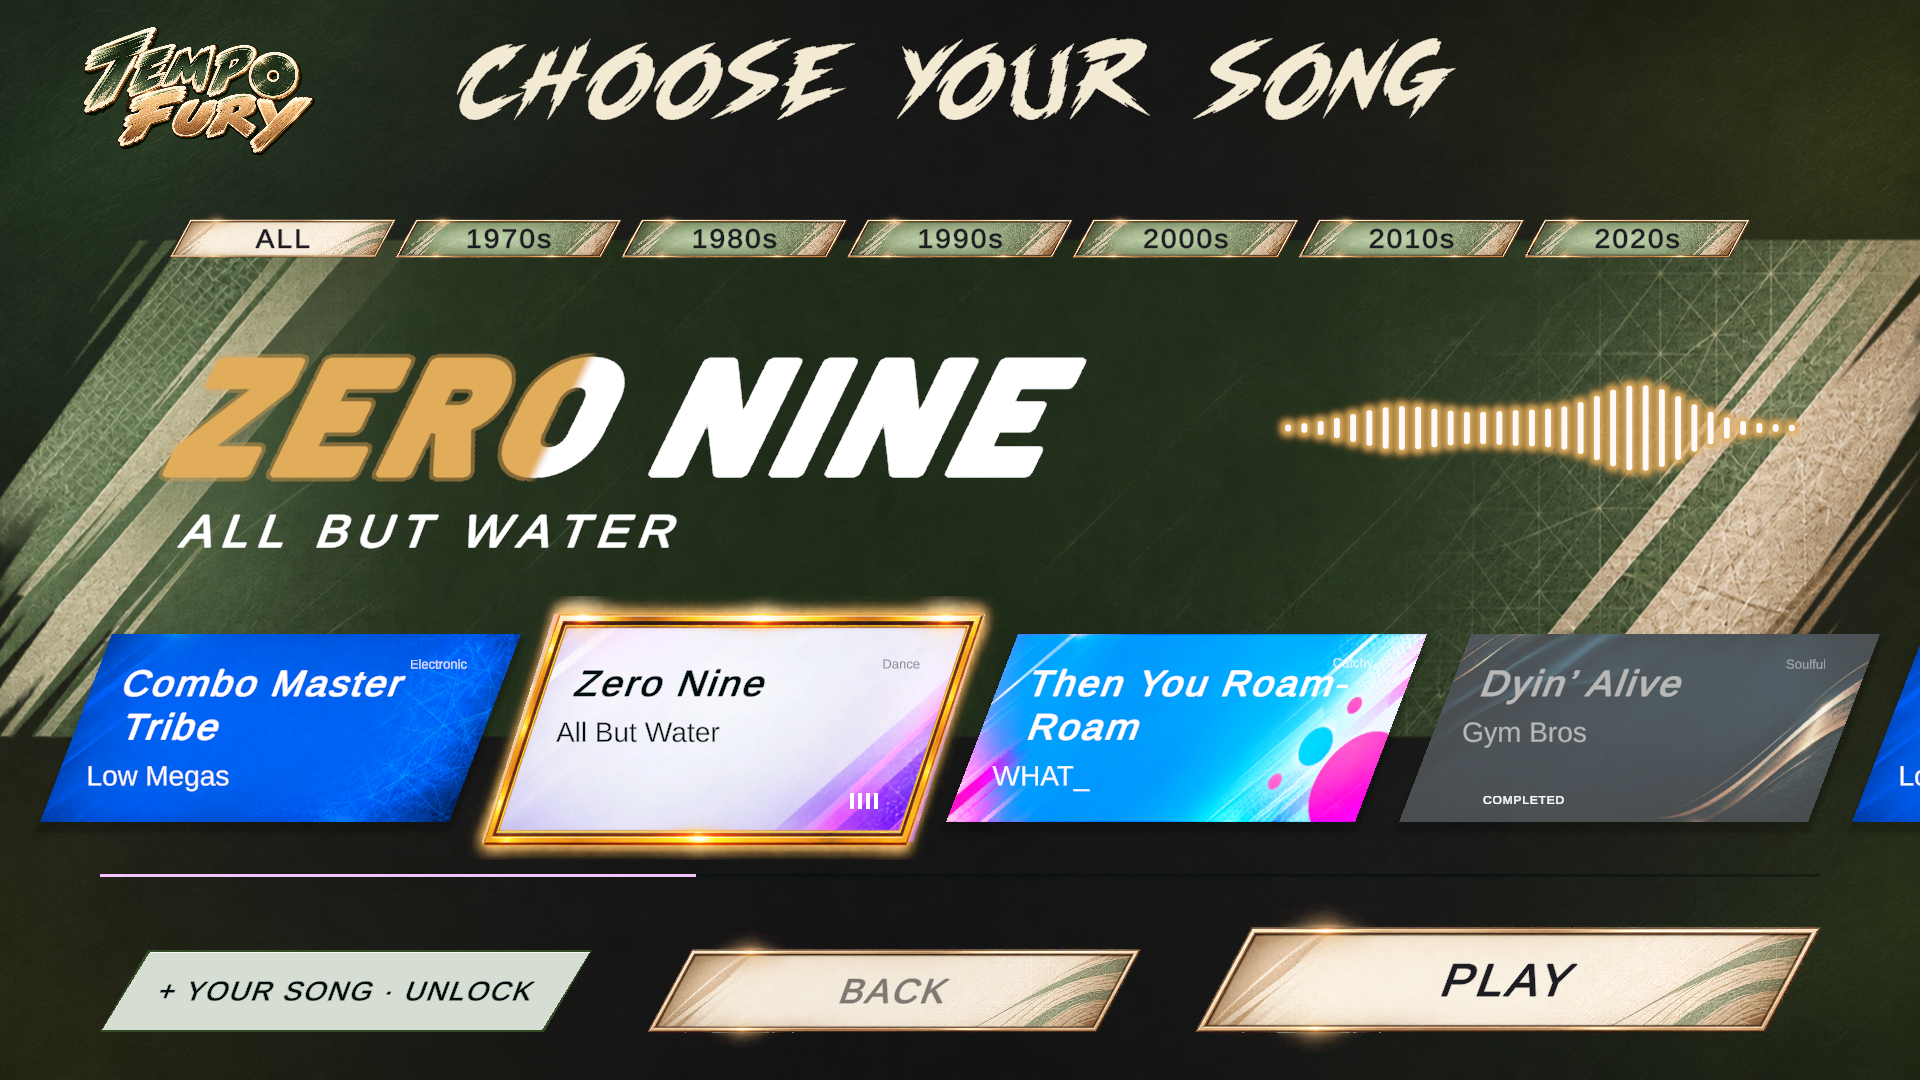 TEMPO
FURY
CHOOSE YOUR SONG
ALL
1970s
1980s
1990s
2000s
2010s
2020s
ZERO NINE
ALL BUT WATER
Electronic
Combo Master
Tribe
Low Megas
Dance
Zero Nine
All But Water
Catchy
Then You Roam-
Roam
WHAT_
Soulful
Dyin’ Alive
Gym Bros
COMPLETED
Lo
+ YOUR SONG · UNLOCK
BACK
PLAY